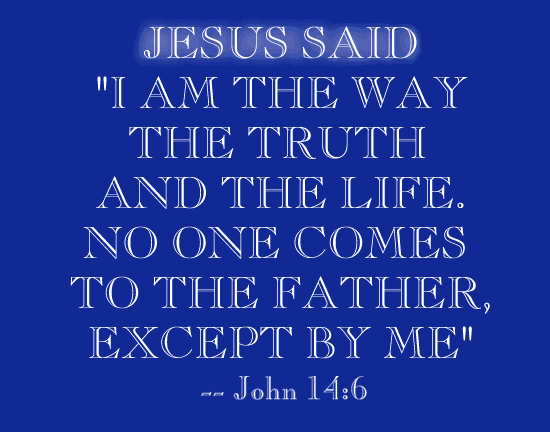 JESUS SAID
"I AM THE WAY
THE TRUTH
AND THE LIFE.
NO ONE COMES
TO THE FATHER,
EXCEPT BY ME"
-- John 14:6